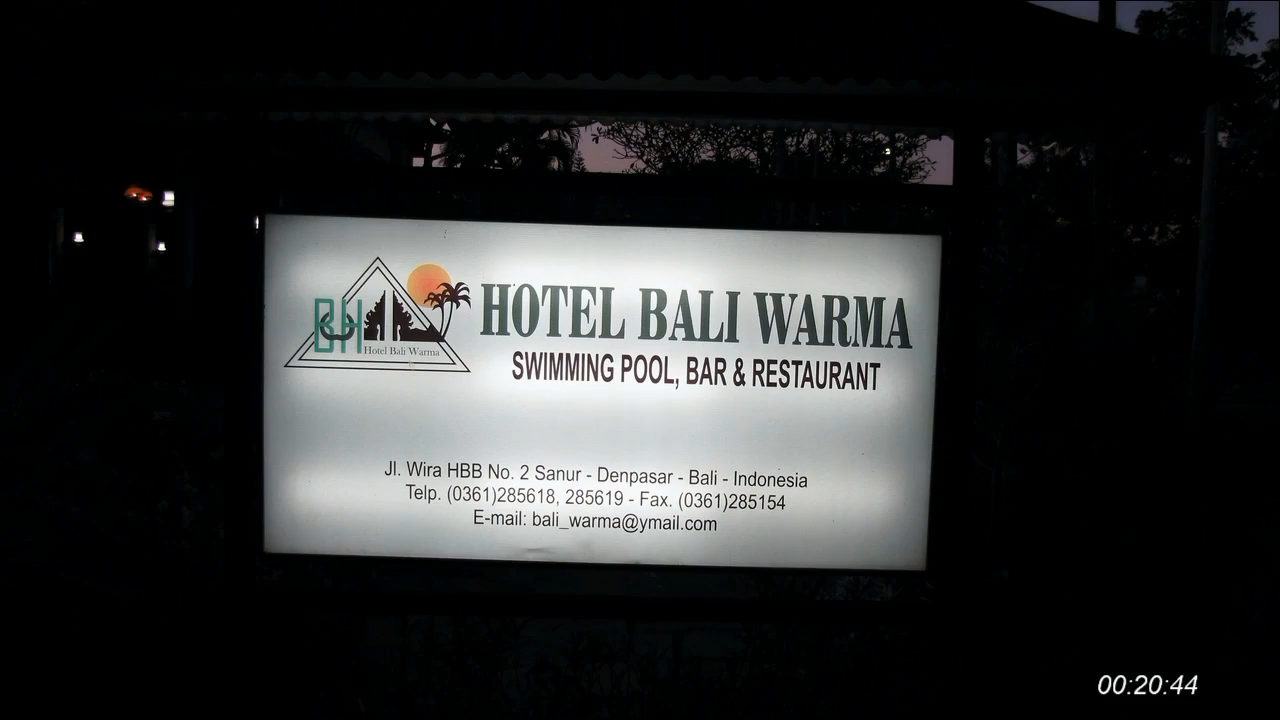 BH
Hotel Bali Warma
HOTEL BALI WARMA
SWIMMING POOL, BAR & RESTAURANT
Jl. Wira HBB No. 2 Sanur - Denpasar - Bali - Indonesia
Telp. (0361)285618, 285619 - Fax. (0361)285154
E-mail: bali_warma@ymail.com
00:20:44